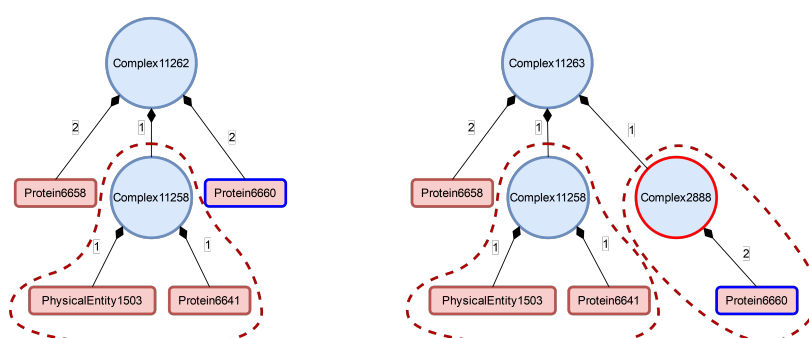 Complex11262
2
1
2
Protein6658
Complex11258
Protein6660
1
1
PhysicalEntity1503
Protein6641
Complex11263
2
1
1
Protein6658
Complex11258
Complex2888
1
1
2
PhysicalEntity1503
Protein6641
Protein6660